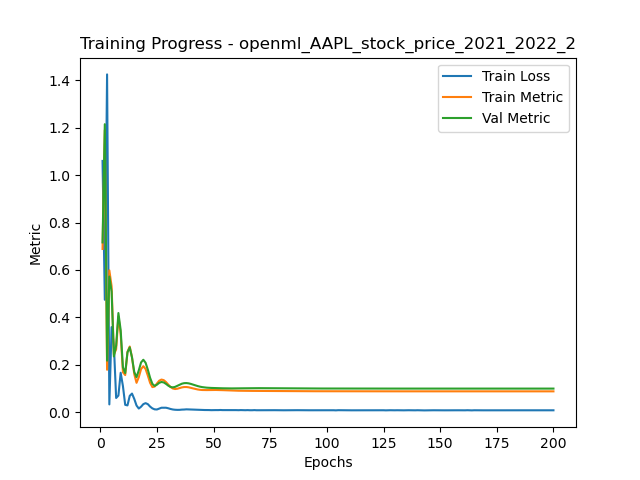 Training Progress - openml_AAPL_stock_price_2021_2022_2
Train Loss
Train Metric
Val Metric
1.4
1.2
1.0
0.8
0.6
0.4
0.2
0.0
Metric
0 25 50 75 100 125 150 175 200
Epochs